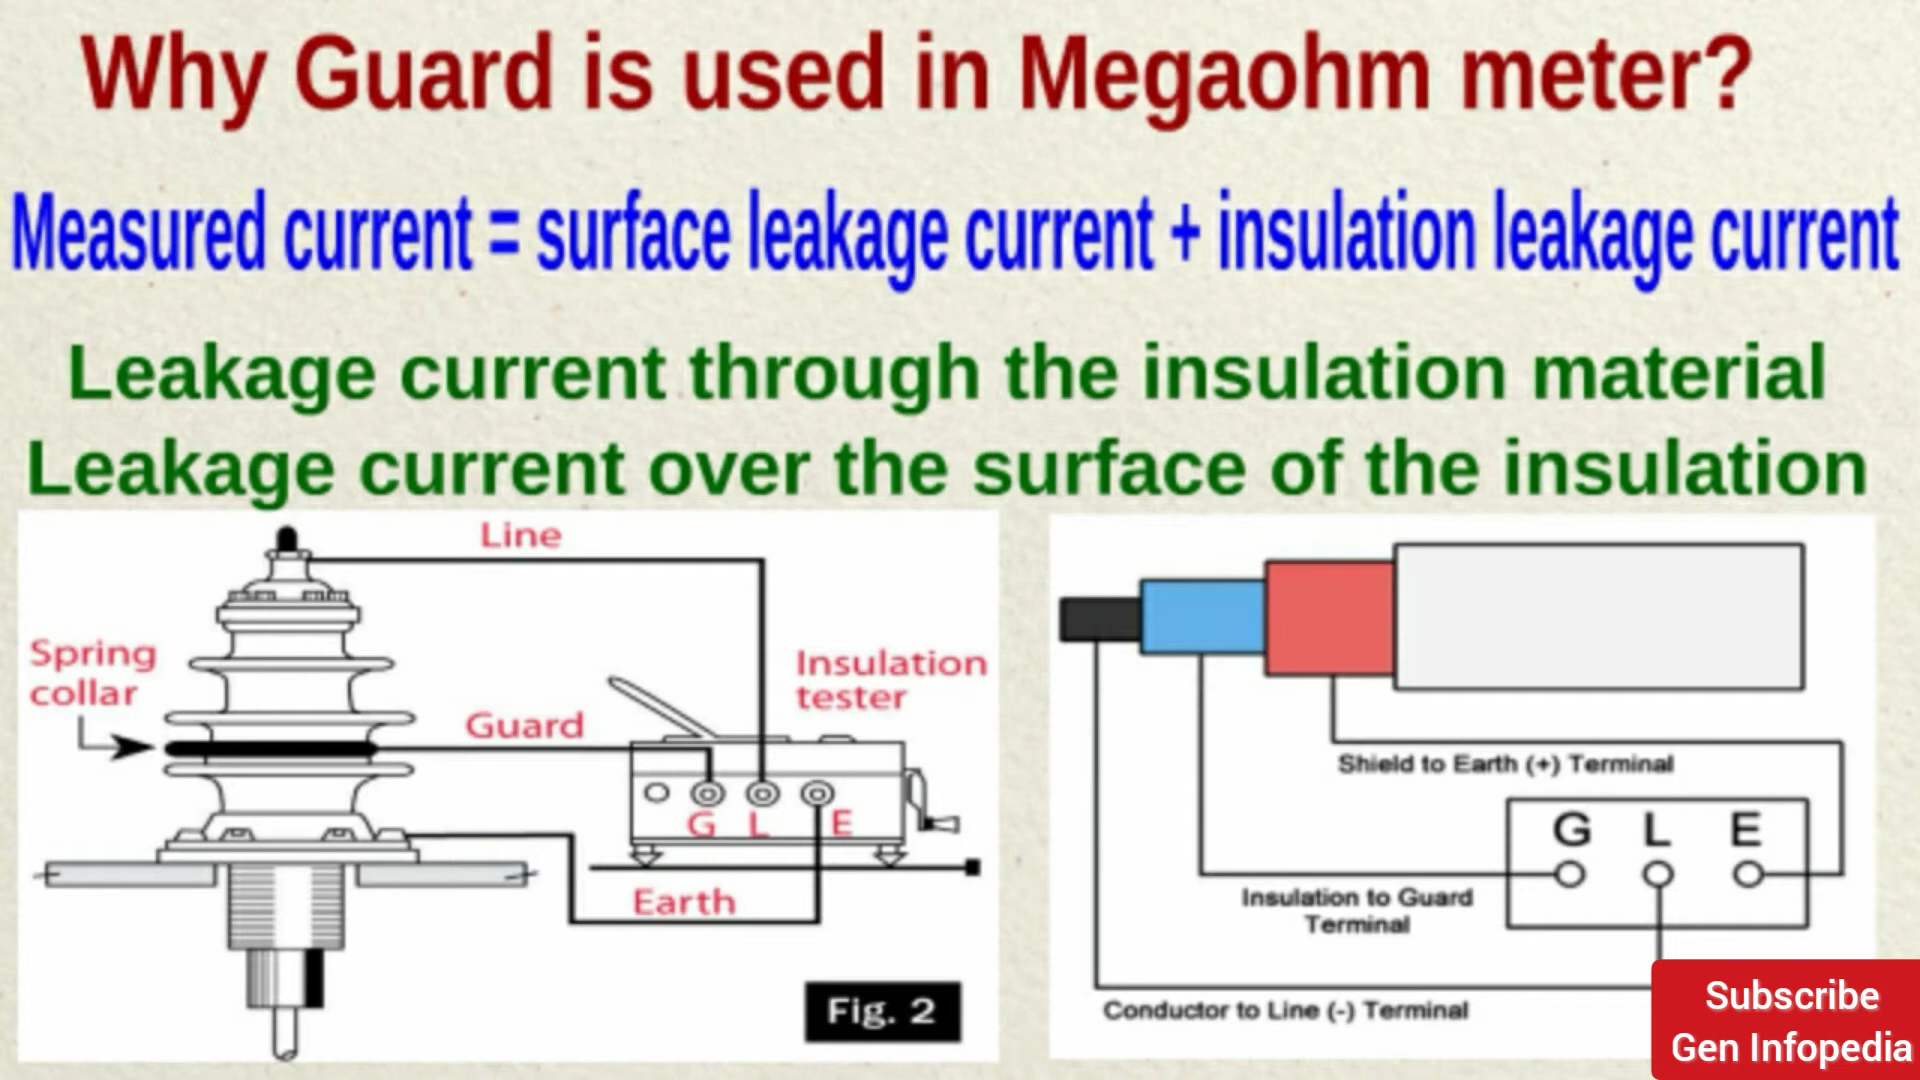 Why Guard is used in Megaohm meter?
Measured current = surface leakage current + insulation leakage current
Leakage current through the insulation material
Leakage current over the surface of the insulation
Line
Spring
collar
Guard
Insulation
tester
G L E
Earth
Fig. 2
Shield to Earth (+) Terminal
G L E
Insulation to Guard
Terminal
Conductor to Line (-) Terminal
Subscribe
Gen Infopedia